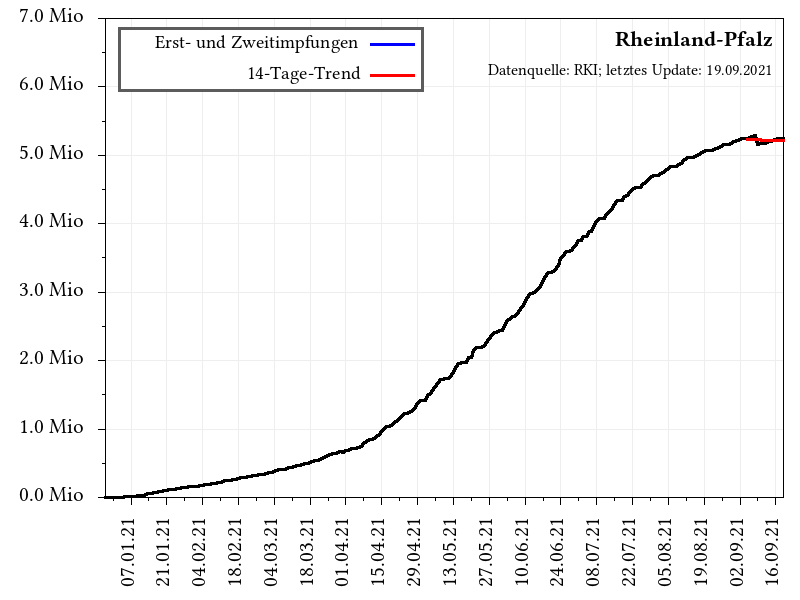 7.0 Mio
6.0 Mio
5.0 Mio
4.0 Mio
3.0 Mio
2.0 Mio
1.0 Mio
0.0 Mio
Erst- und Zweitimpfungen
14-Tage-Trend
Rheinland-Pfalz
Datenquelle: RKI; letztes Update: 19.09.2021
07.01.21
21.01.21
04.02.21
18.02.21
04.03.21
18.03.21
01.04.21
15.04.21
29.04.21
13.05.21
27.05.21
10.06.21
24.06.21
08.07.21
22.07.21
05.08.21
19.08.21
02.09.21
16.09.21